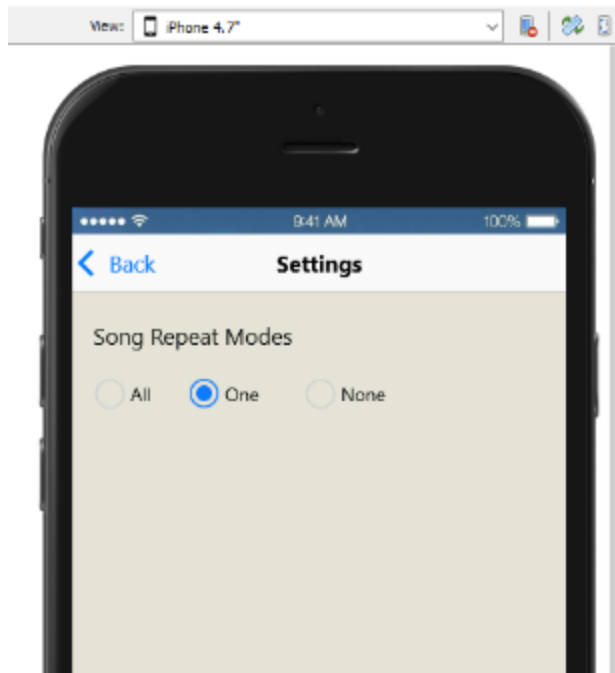 View: iPhone 4.7"
9:41 AM 100%
Back Settings
Song Repeat Modes
All One None